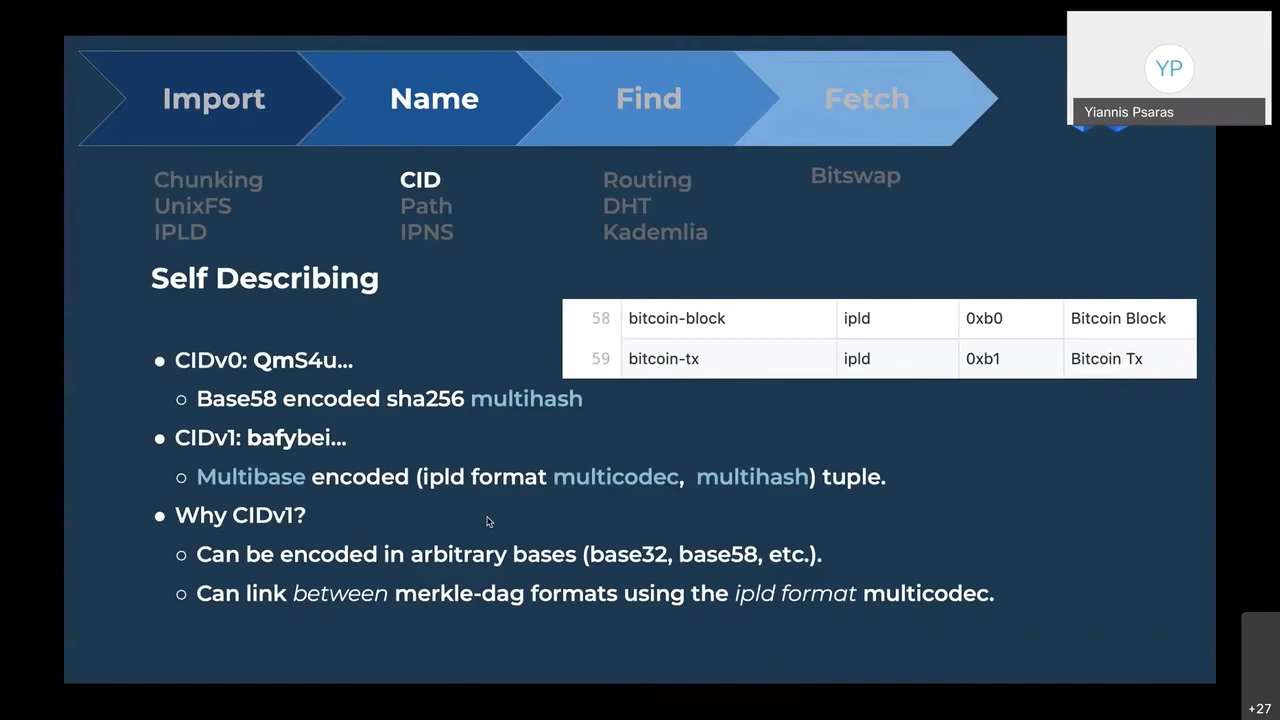 Import Name Find Fetch
YP
Yiannis Psaras
Chunking CID Routing Bitswap
UnixFS Path DHT
IPLD IPNS Kademlia
Self Describing
58 bitcoin-block ipld 0xb0 Bitcoin Block
59 bitcoin-tx ipld 0xb1 Bitcoin Tx
● CIDv0: QmS4u...
○ Base58 encoded sha256 multihash
● CIDv1: bafybei...
○ Multibase encoded (ipld format multicodec, multihash) tuple.
● Why CIDv1?
○ Can be encoded in arbitrary bases (base32, base58, etc.).
○ Can link between merkle-dag formats using the ipld format multicodec.
+27